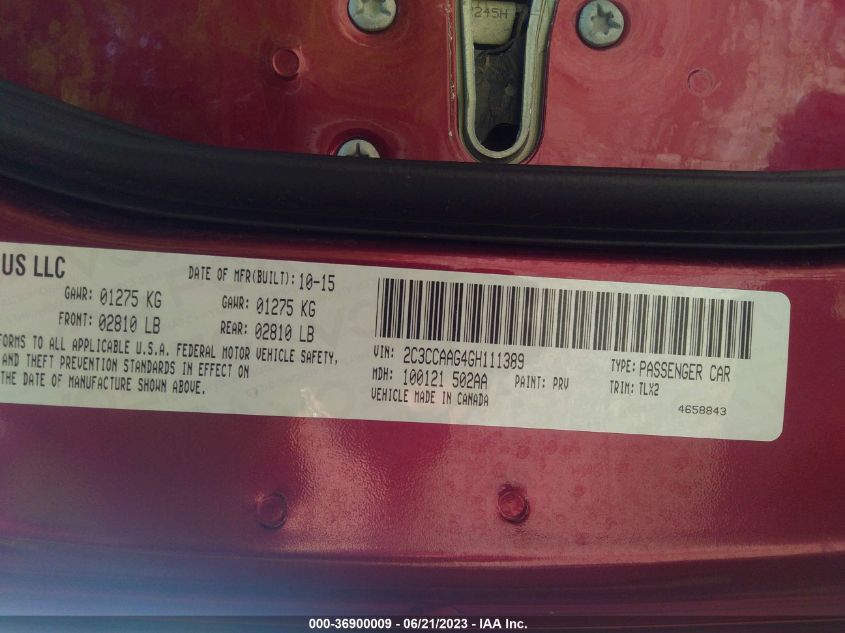 245H
US LLC
DATE OF MFR(BUILT): 10-15
GAWR: 01275 KG
GAWR: 01275 KG
FRONT: 02810 LB
REAR: 02810 LB
FORMS TO ALL APPLICABLE U.S.A. FEDERAL MOTOR VEHICLE SAFETY,
AND THEFT PREVENTION STANDARDS IN EFFECT ON
THE DATE OF MANUFACTURE SHOWN ABOVE.
VIN: 2C3CCAAG4GH111389
TYPE: PASSENGER CAR
MDH: 100121 502AA
PAINT: PRV
TRIM: TLX2
VEHICLE MADE IN CANADA
4658843
000-36900009 - 06/21/2023 - IAA Inc.